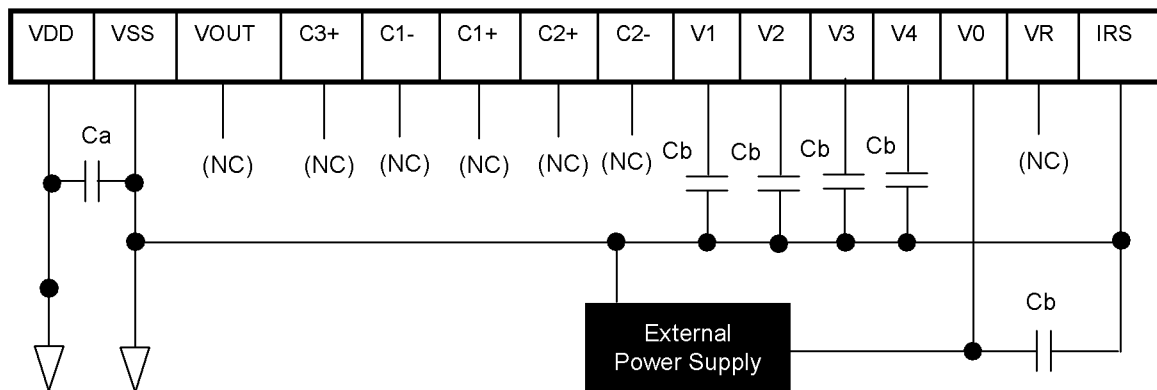 VDD VSS VOUT C3+ C1- C1+ C2+ C2- V1 V2 V3 V4 V0 VR IRS
Ca
(NC) (NC) (NC) (NC) (NC) (NC) Cb Cb Cb Cb (NC)
External
Power Supply
Cb